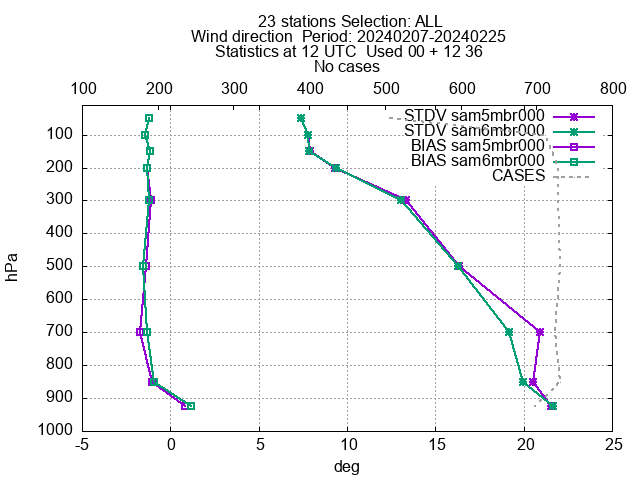 23 stations Selection: ALL
Wind direction  Period: 20240207-20240225
Statistics at 12 UTC  Used 00 + 12 36
No cases
100 200 300 400 500 600 700 800
STDV sam5mbr000
STDV sam6mbr000
BIAS sam5mbr000
BIAS sam6mbr000
CASES
100
200
300
400
500
600
700
800
900
1000
hPa
-5 0 5 10 15 20 25
deg